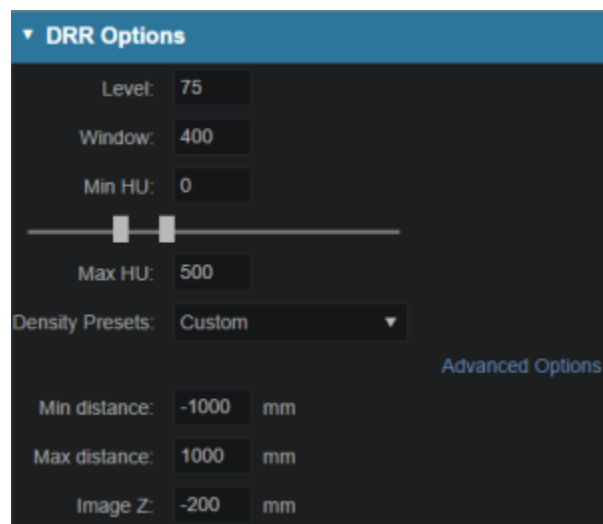 ▼ DRR Options
Level: 75
Window: 400
Min HU: 0
Max HU: 500
Density Presets: Custom ▼
Advanced Options
Min distance: -1000 mm
Max distance: 1000 mm
Image Z: -200 mm